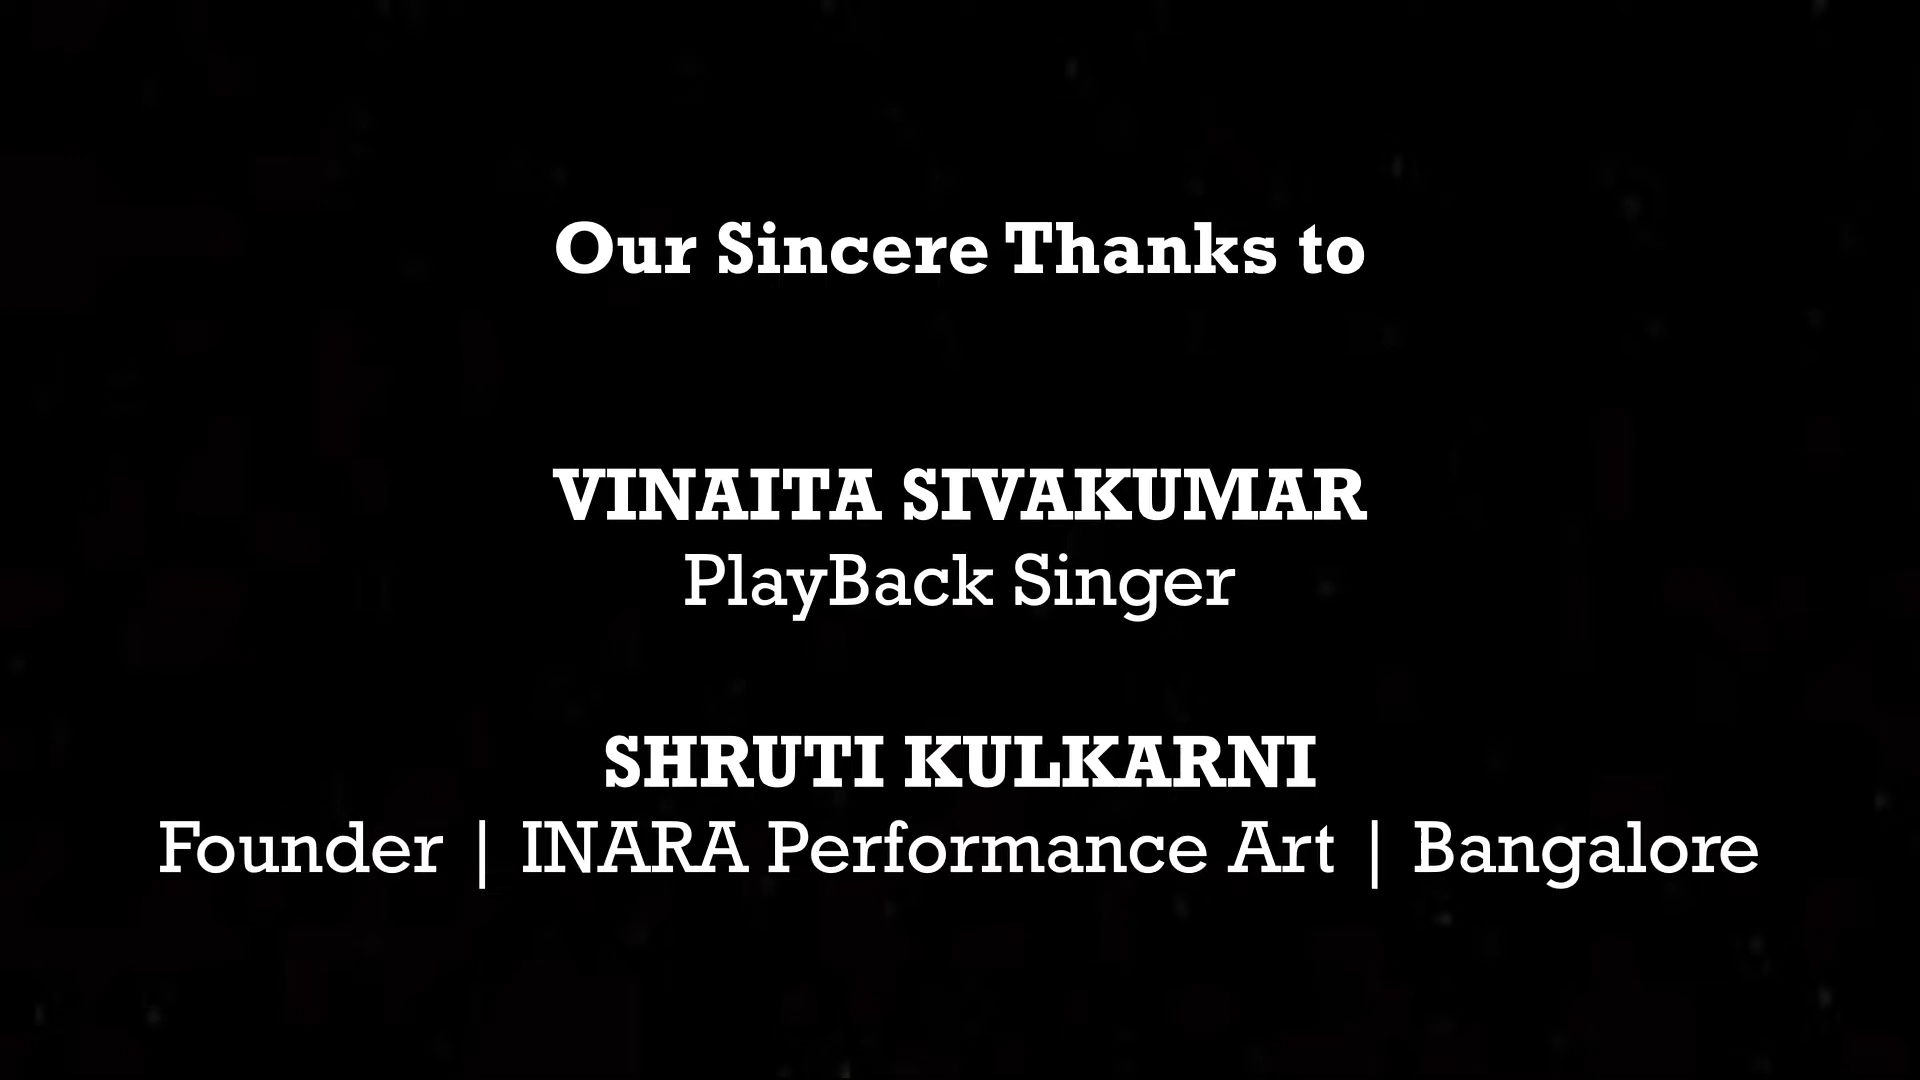 Our Sincere Thanks to
VINAITA SIVAKUMAR
PlayBack Singer
SHRUTI KULKARNI
Founder | INARA Performance Art | Bangalore